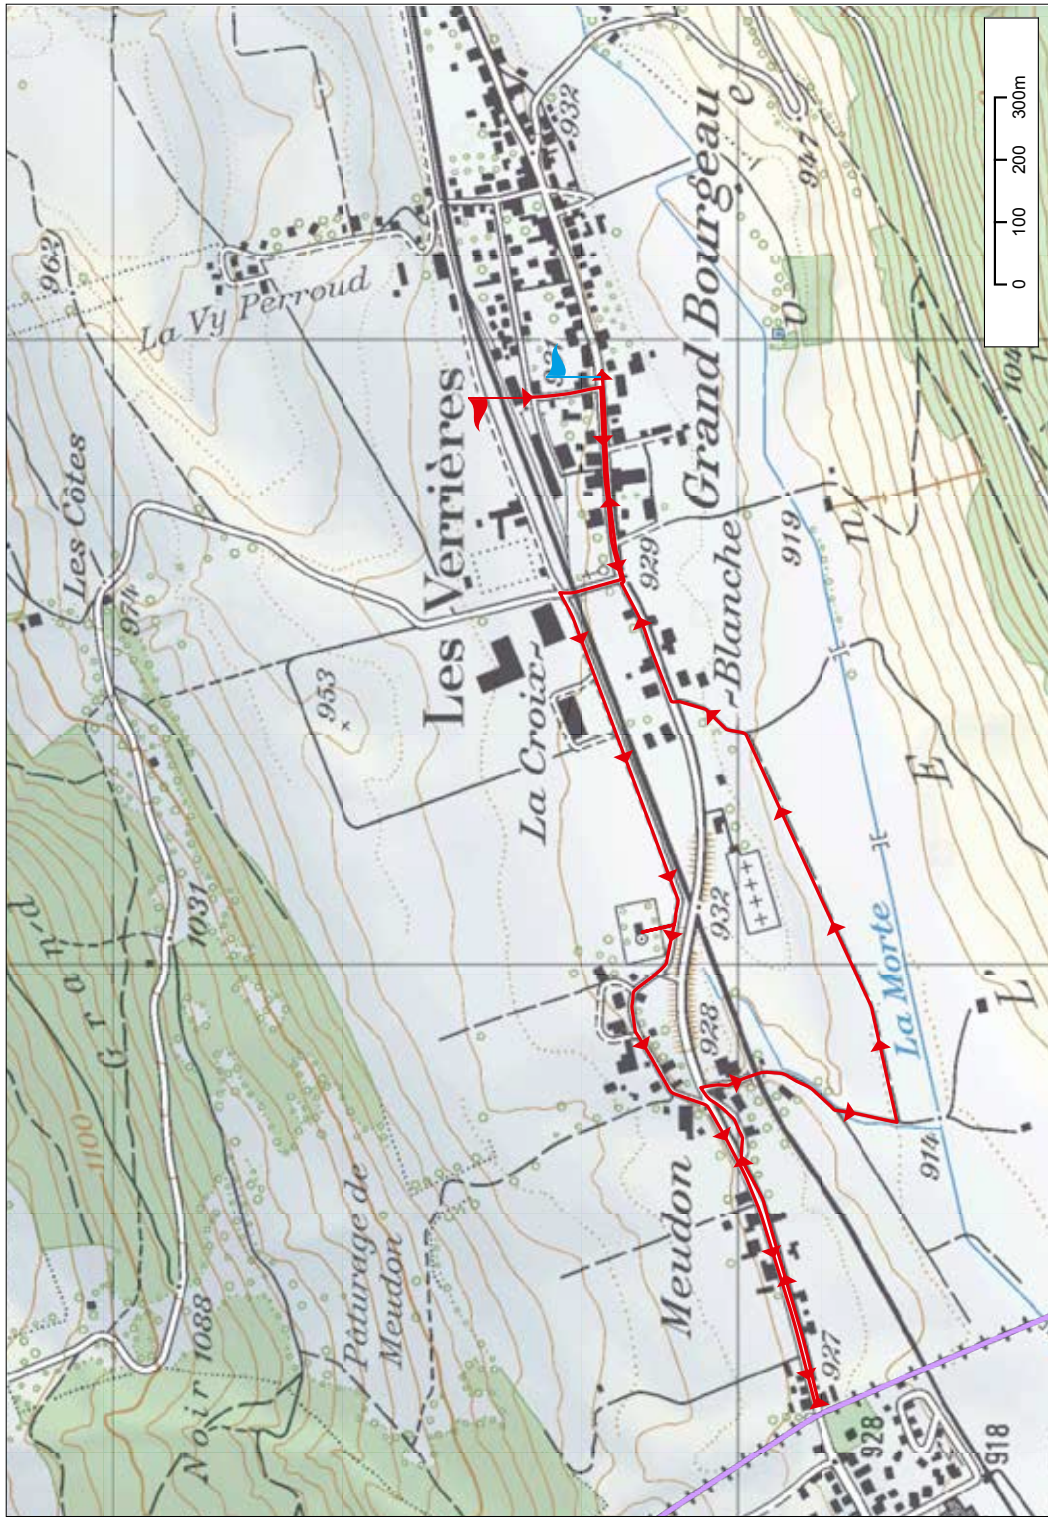 Les Côtes
962
La Vy Perroud
974
1031
Grand
Noir
1088
1100
Pâturage de
Meudon
953
Les Verrières
La Croix-
-Blanche
932
929
Grand Bourgeau
947
919
932
928
Meudon
927
928
918
914
La Morte
L'
E
n
v
e
0
100
200
300m